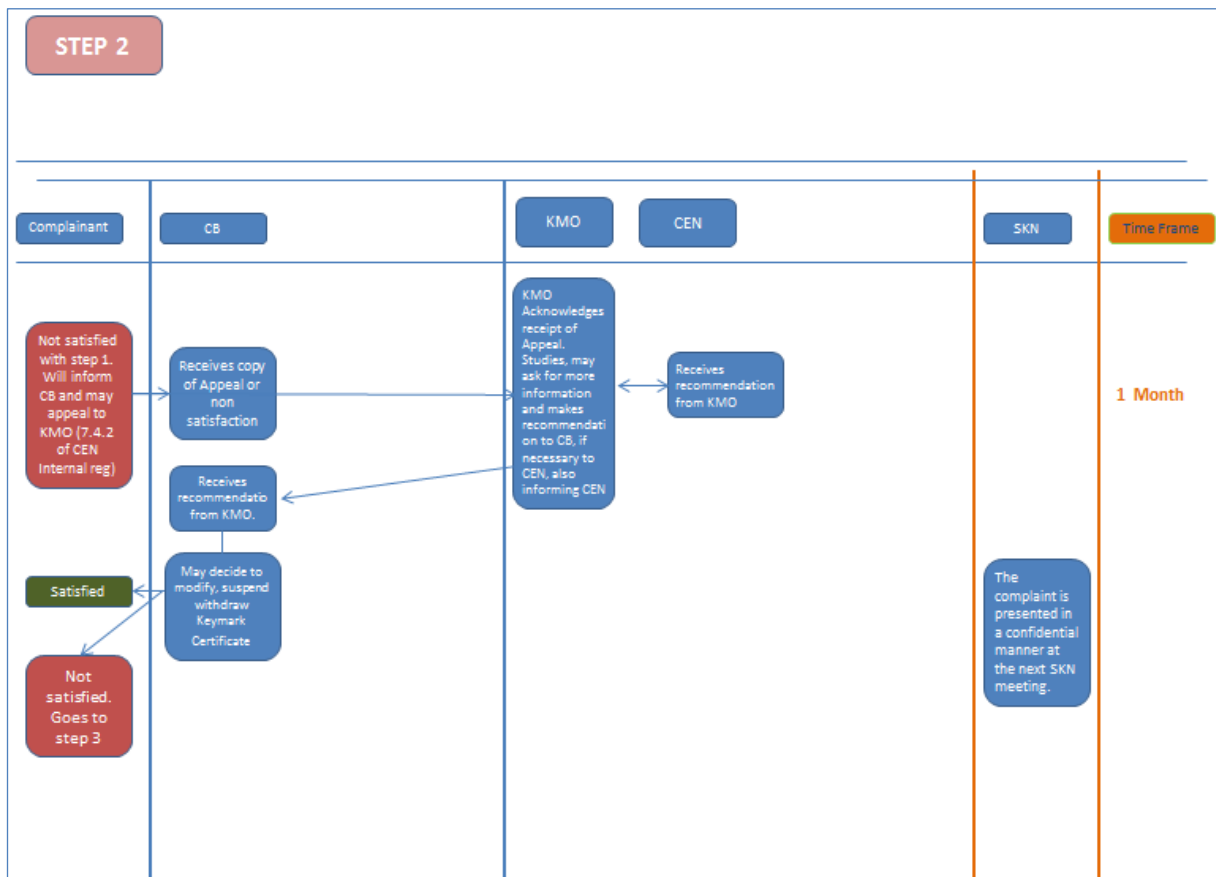 STEP 2
Complainant
CB
KMO
CEN
SKN
Time Frame
Not satisfied
with step 1.
Will inform
CB and may
appeal to
KMO (7.4.2
of CEN
Internal reg)
Receives copy
of Appeal or
non
satisfaction
KMO
Acknowledges
receipt of
Appeal.
Studies, may
ask for more
information
and makes
recommendati
on to CB, if
necessary to
CEN, also
informing CEN
Receives
recommendation
from KMO
1 Month
Receives
recommendatio
from KMO.
May decide to
modify, suspend
withdraw
Keymark
Certificate
Satisfied
Not
satisfied.
Goes to
step 3
The
complaint is
presented in
a confidential
manner at
the next SKN
meeting.